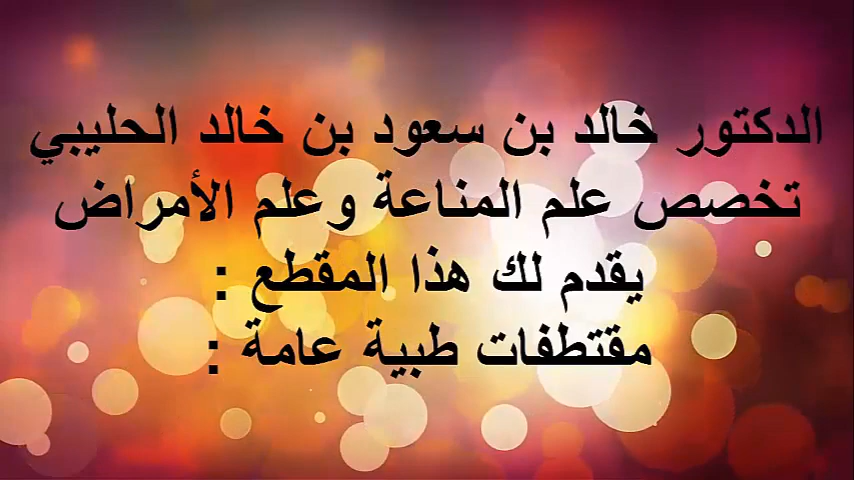 الدكتور خالد بن سعود بن خالد الحليبي
تخصص علم المناعة وعلم الأمراض
يقدم لك هذا المقطع :
مقتطفات طبية عامة :